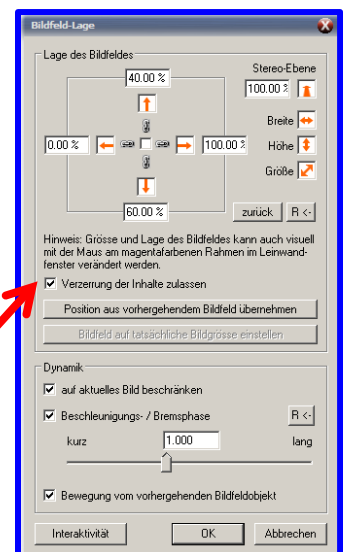 Bildfeld-Lage
Lage des Bildfeldes
Stereo-Ebene
40.00 %
100.00 %
Breite
0.00 %
100.00 %
Höhe
Größe
60.00 %
zurück
R <-
Hinweis: Grösse und Lage des Bildfeldes kann auch visuell
mit der Maus am magentafarbenen Rahmen im Leinwand-
fenster verändert werden.
Verzerrung der Inhalte zulassen
Position aus vorhergehendem Bildfeld übernehmen
Bildfeld auf tatsächliche Bildgrösse einstellen
Dynamik
auf aktuelles Bild beschränken
Beschleunigungs- / Bremsphase
R <-
kurz
1.000
lang
Bewegung vom vorhergehenden Bildfeldobjekt
Interaktivität
OK
Abbrechen